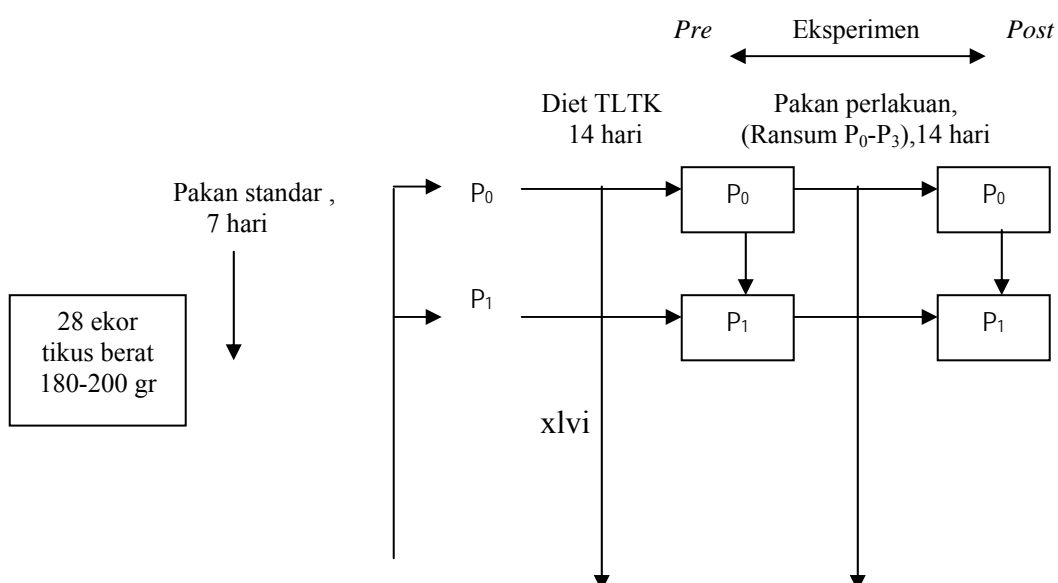 Pre Eksperimen Post
Diet TLTK
14 hari
Pakan perlakuan,
(Ransum P₀-P₃),14 hari
Pakan standar ,
7 hari
P₀
P₀
P₀
P₁
P₁
P₁
28 ekor
tikus berat
180-200 gr
xlvi